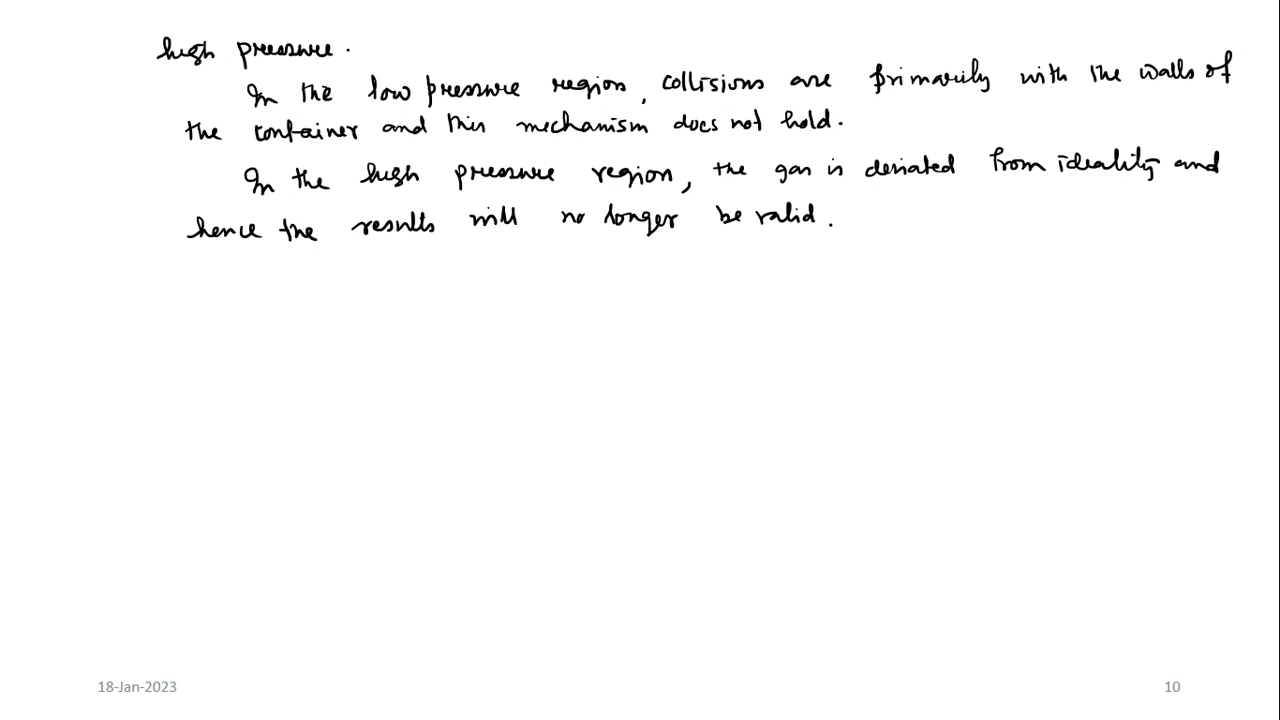 high pressure.
In the low pressure region, collisions are primarily with the walls of
the container and this mechanism does not hold.
In the high pressure region, the gas is deviated from ideality and
hence the results will no longer be valid.
18-Jan-2023
10